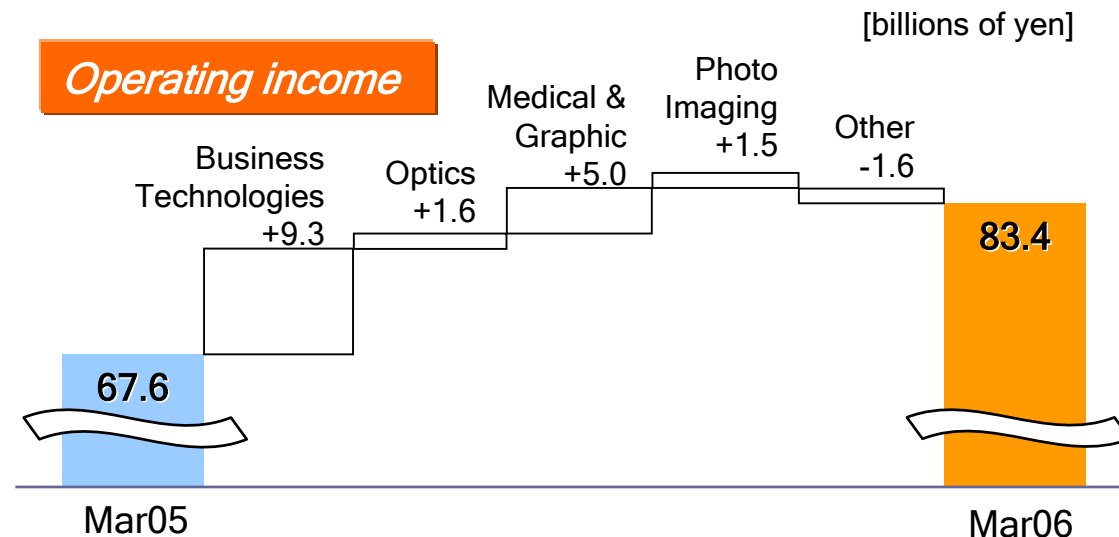 [billions of yen]
Operating income
Business
Technologies
+9.3
Optics
+1.6
Medical &
Graphic
+5.0
Photo
Imaging
+1.5
Other
-1.6
67.6
83.4
Mar05
Mar06